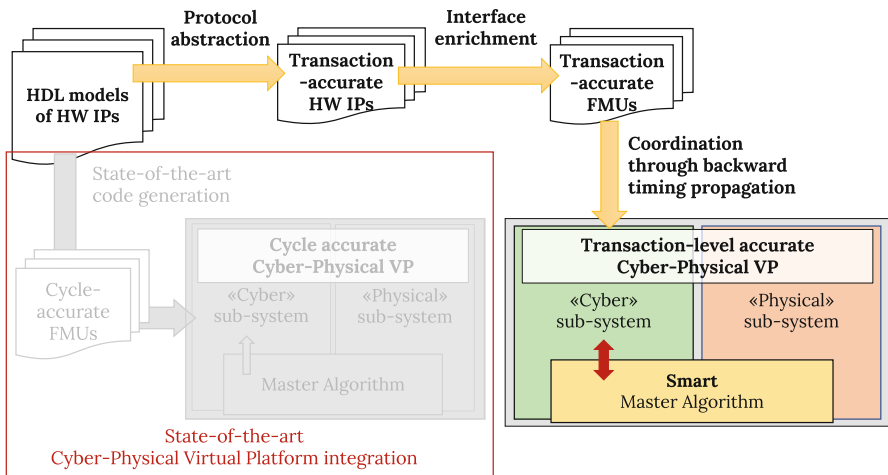 Protocol
abstraction
Interface
enrichment
HDL models
of HW IPs
Transaction
-accurate
HW IPs
Transaction
-accurate
FMUs
Coordination
through backward
timing propagation
State-of-the-art
code generation
Cycle-
accurate
FMUs
Cycle accurate
Cyber-Physical VP
«Cyber»
sub-system
«Physical»
sub-system
Master Algorithm
State-of-the-art
Cyber-Physical Virtual Platform integration
Transaction-level accurate
Cyber-Physical VP
«Cyber»
sub-system
«Physical»
sub-system
Smart
Master Algorithm